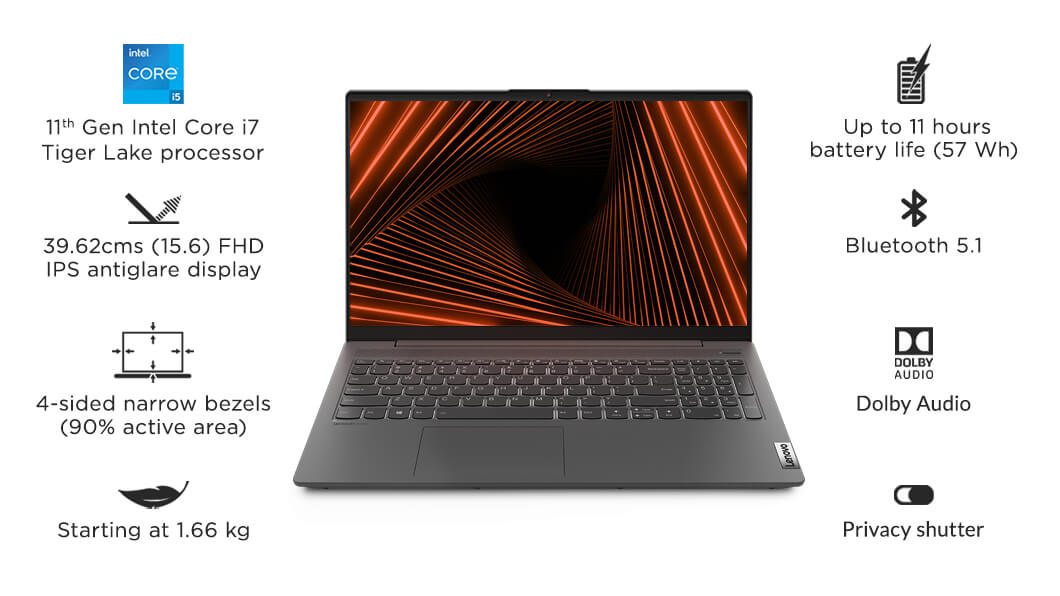 intel
CORE
i5
11th Gen Intel Core i7
Tiger Lake processor
39.62cms (15.6) FHD
IPS antiglare display
4-sided narrow bezels
(90% active area)
Starting at 1.66 kg
Lenovo
Up to 11 hours
battery life (57 Wh)
Bluetooth 5.1
DOLBY
AUDIO
Dolby Audio
Privacy shutter